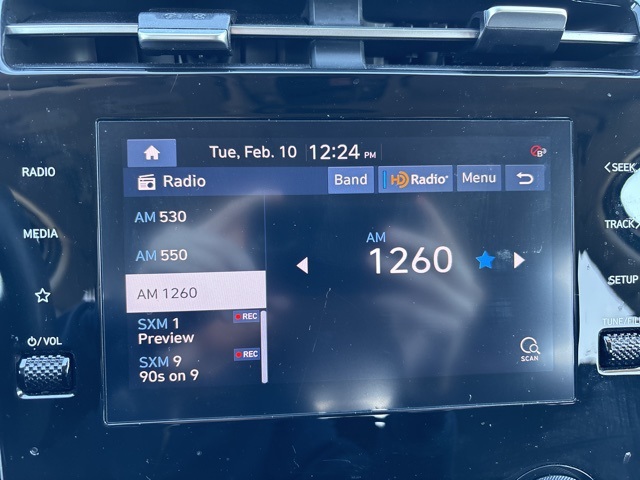 Tue, Feb. 10 12:24 PM
RADIO
Radio Band HD Radio Menu
SEEK
AM 530
MEDIA
AM 550
AM
1260
TRACK
AM 1260
SETUP
SXM 1 REC
Preview
⏻/VOL
SXM 9 REC
90s on 9
SCAN